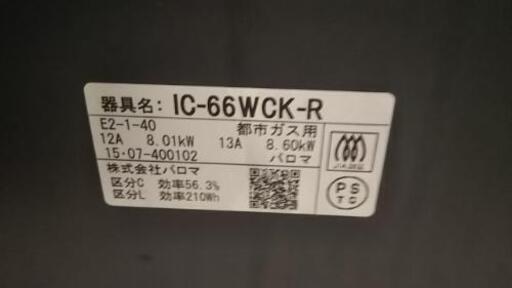 器具名: IC-66WCK-R
E2-1-40 都市ガス用
12A 8.01kW 13A 8.60kW
15·07-400102 パロマ
株式会社パロマ
区分C 効率56.3%
区分L 効率210Wh
PS
TG